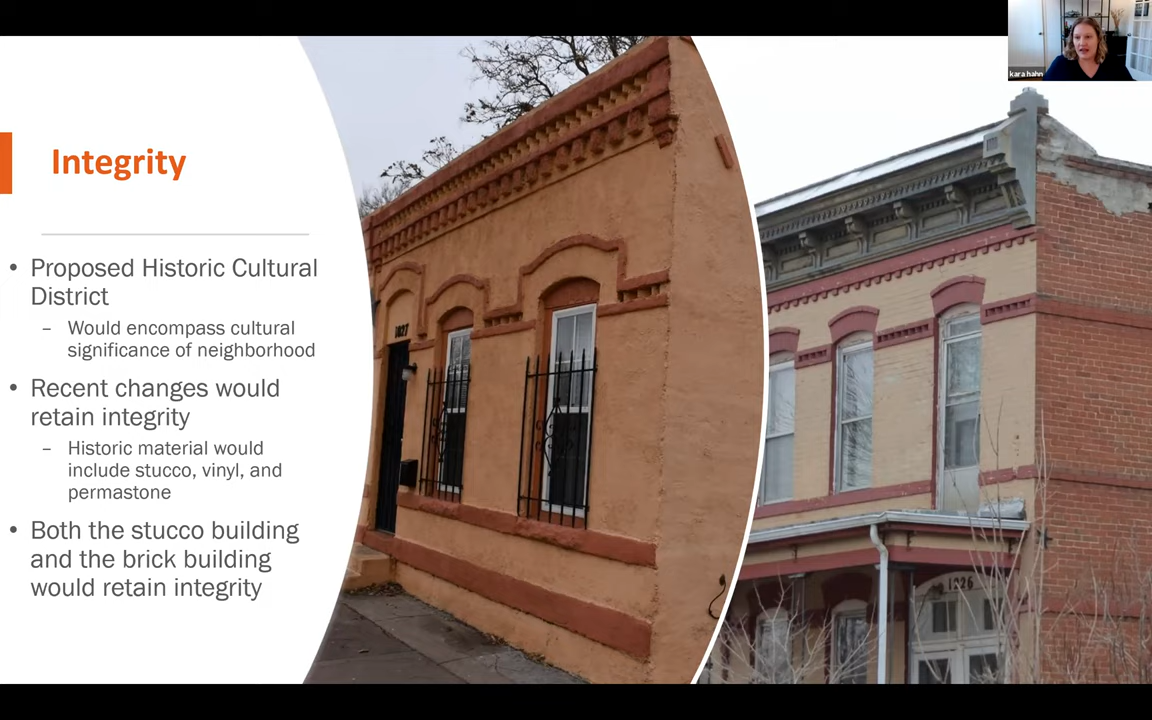 kara hahn
Integrity
• Proposed Historic Cultural
District
– Would encompass cultural
significance of neighborhood
• Recent changes would
retain integrity
– Historic material would
include stucco, vinyl, and
permastone
• Both the stucco building
and the brick building
would retain integrity
1827
1026